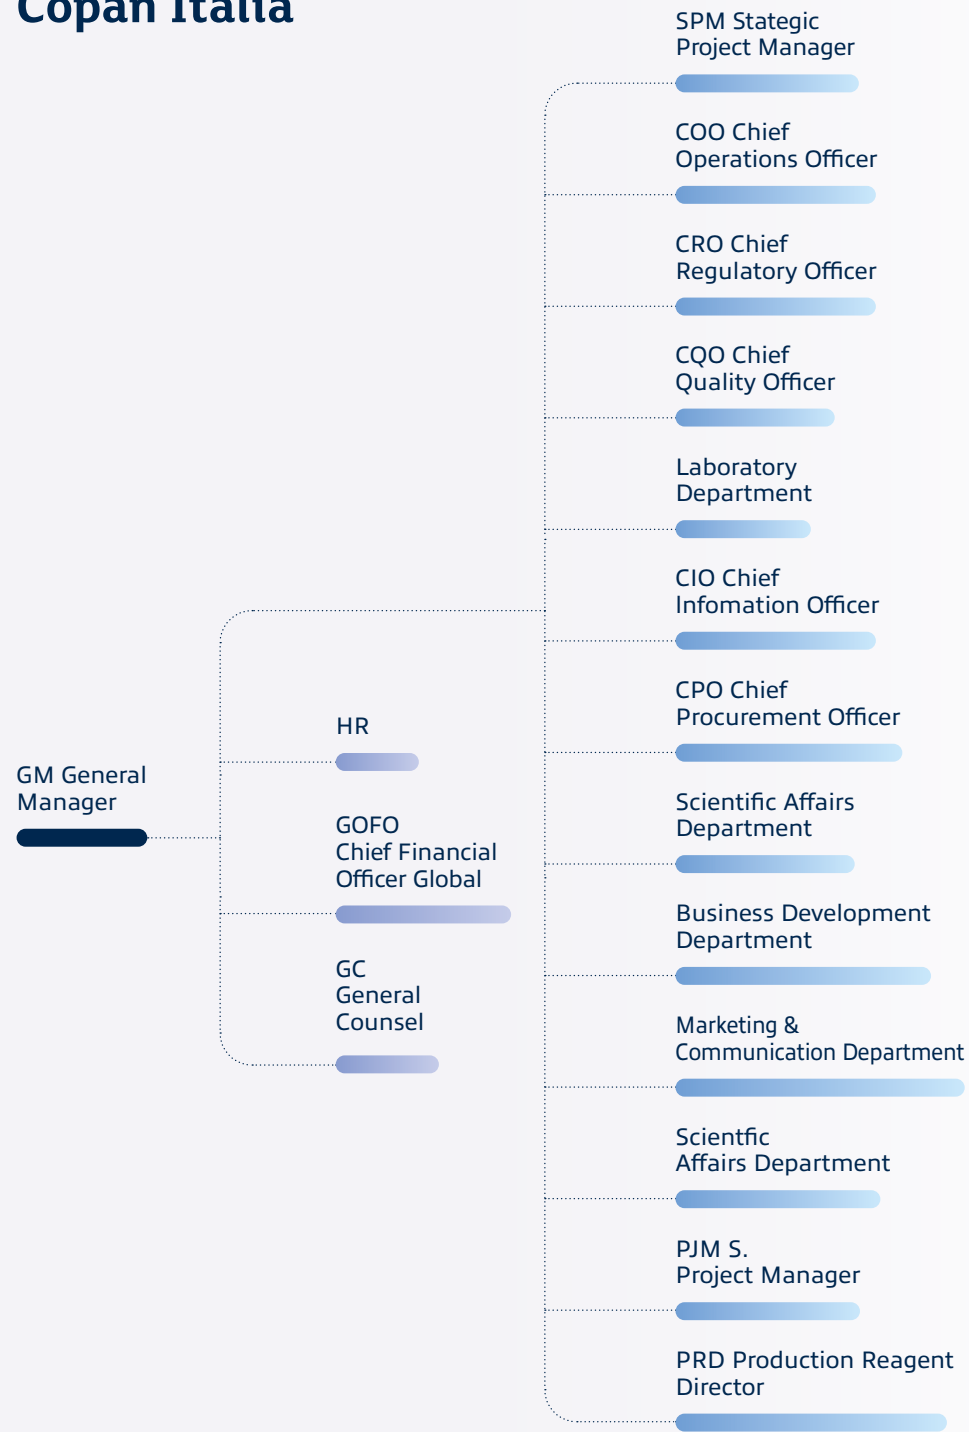 Copan Italia
SPM Stategic
Project Manager
COO Chief
Operations Officer
CRO Chief
Regulatory Officer
CQO Chief
Quality Officer
Laboratory
Department
CIO Chief
Infomation Officer
CPO Chief
Procurement Officer
HR
GM General
Manager
GOFO
Chief Financial
Officer Global
GC
General
Counsel
Scientific Affairs
Department
Business Development
Department
Marketing &
Communication Department
Scientfic
Affairs Department
PJM S.
Project Manager
PRD Production Reagent
Director